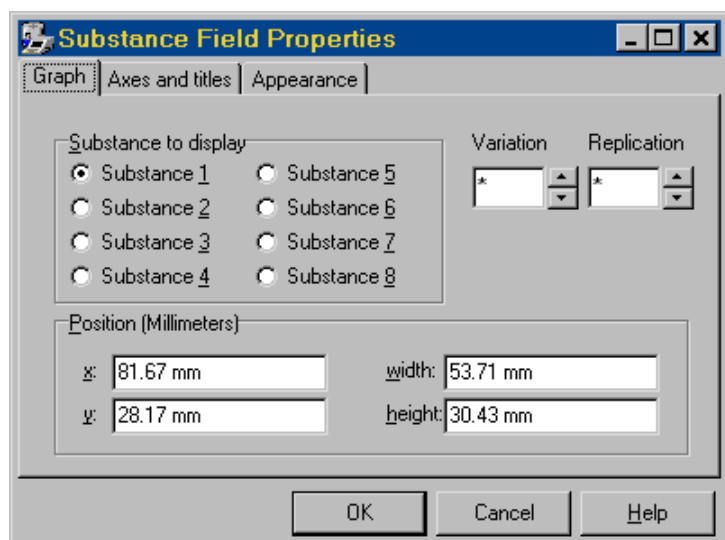 Substance Field Properties
Graph Axes and titles Appearance
Substance to display Variation Replication
Substance 1 Substance 5 * *
Substance 2 Substance 6
Substance 3 Substance 7
Substance 4 Substance 8
Position (Millimeters)
x: 81.67 mm width: 53.71 mm
y: 28.17 mm height: 30.43 mm
OK Cancel Help